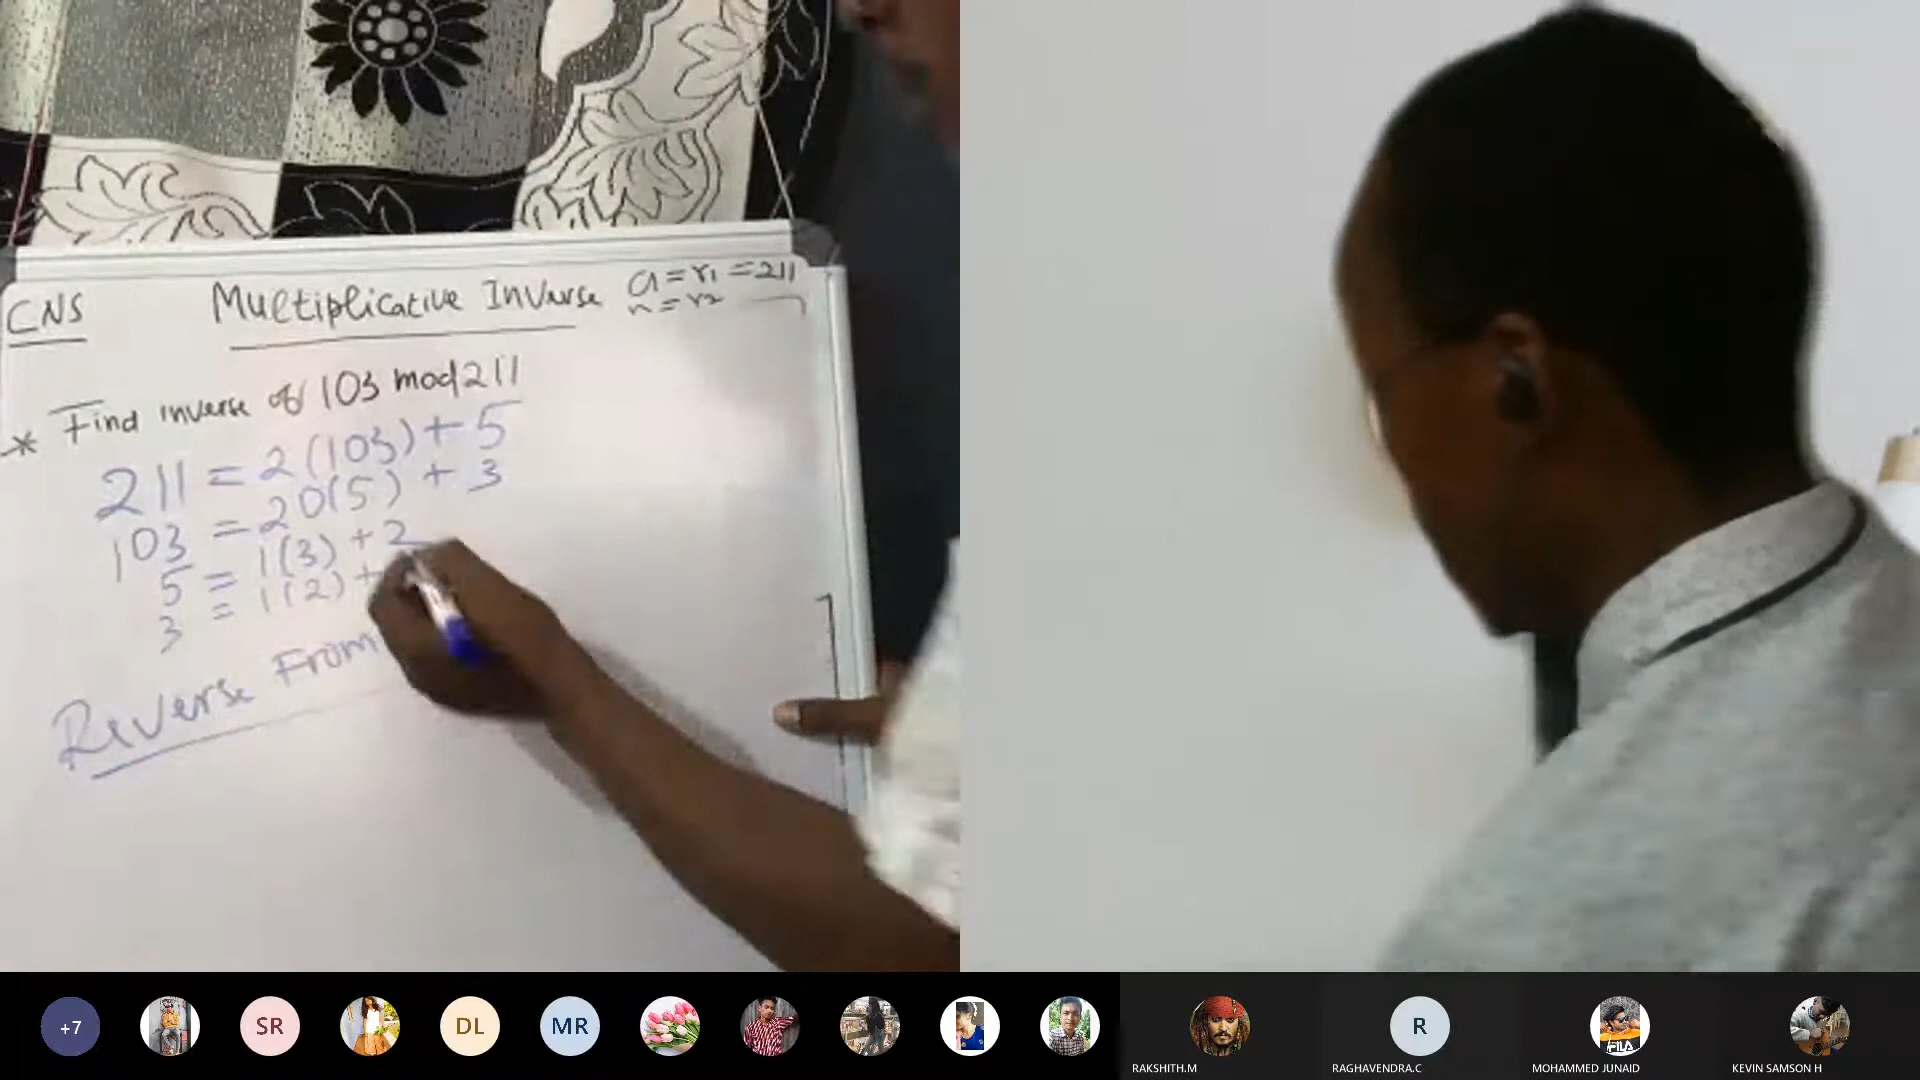 CNS
Multiplicative Inverse
a = r1 = 211
n = r2
* Find inverse of 103 mod 211
211 = 2(103) + 5
103 = 20(5) + 3
5 = 1(3) + 2
3 = 1(2) +
Reverse From
+7
SR
DL
MR
R
FILA
RAKSHITH.M
RAGHAVENDRA.C
MOHAMMED JUNAID
KEVIN SAMSON H